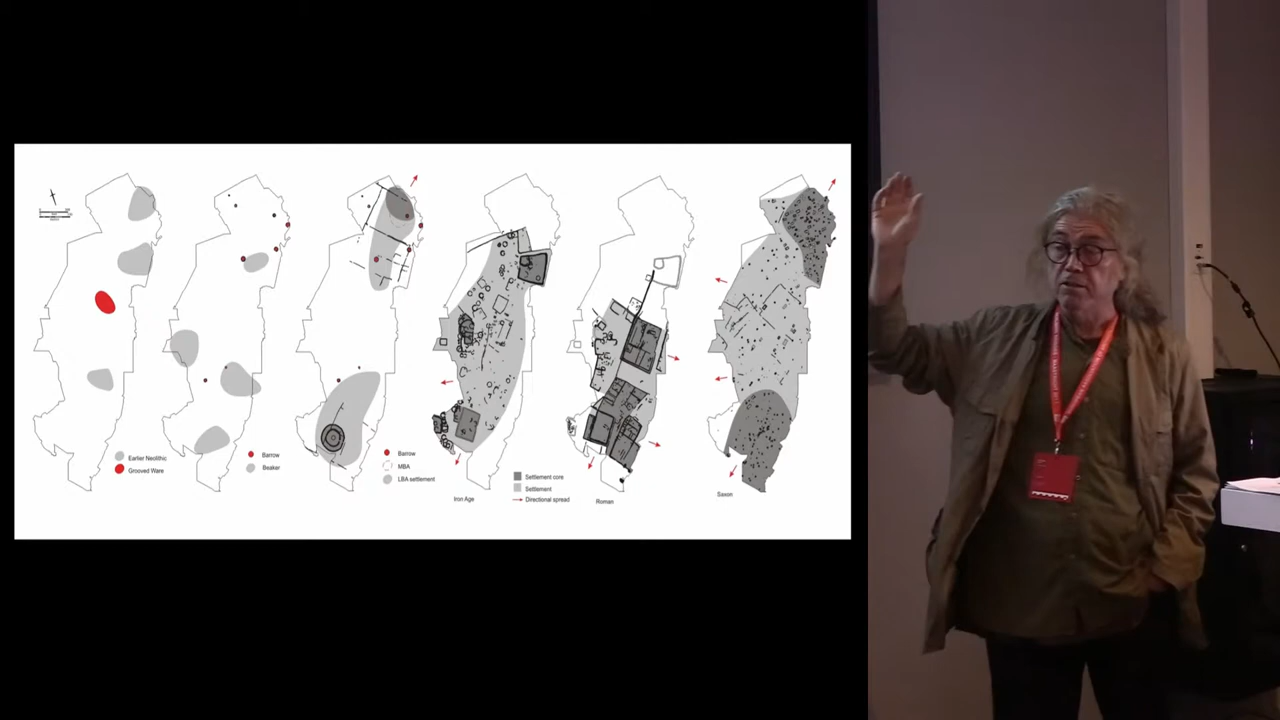 Earlier Neolithic
Grooved Ware
Barrow
Beaker
Barrow
MBA
LBA settlement
Iron Age
Settlement core
Settlement
Directional spread
Roman
Saxon